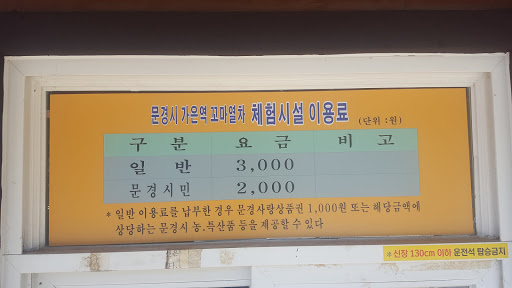 문경시 가은역 꼬마열차 체험시설 이용료 (단위 : 원)
구 분 요 금 비 고
일 반 3,000
문경시민 2,000
* 일반 이용료를 납부한 경우 문경사랑상품권 1,000원 또는 해당금액에
상당하는 문경시 농.특산품 등을 제공할 수 있다
※신장 130cm 이하 운전석 탑승금지